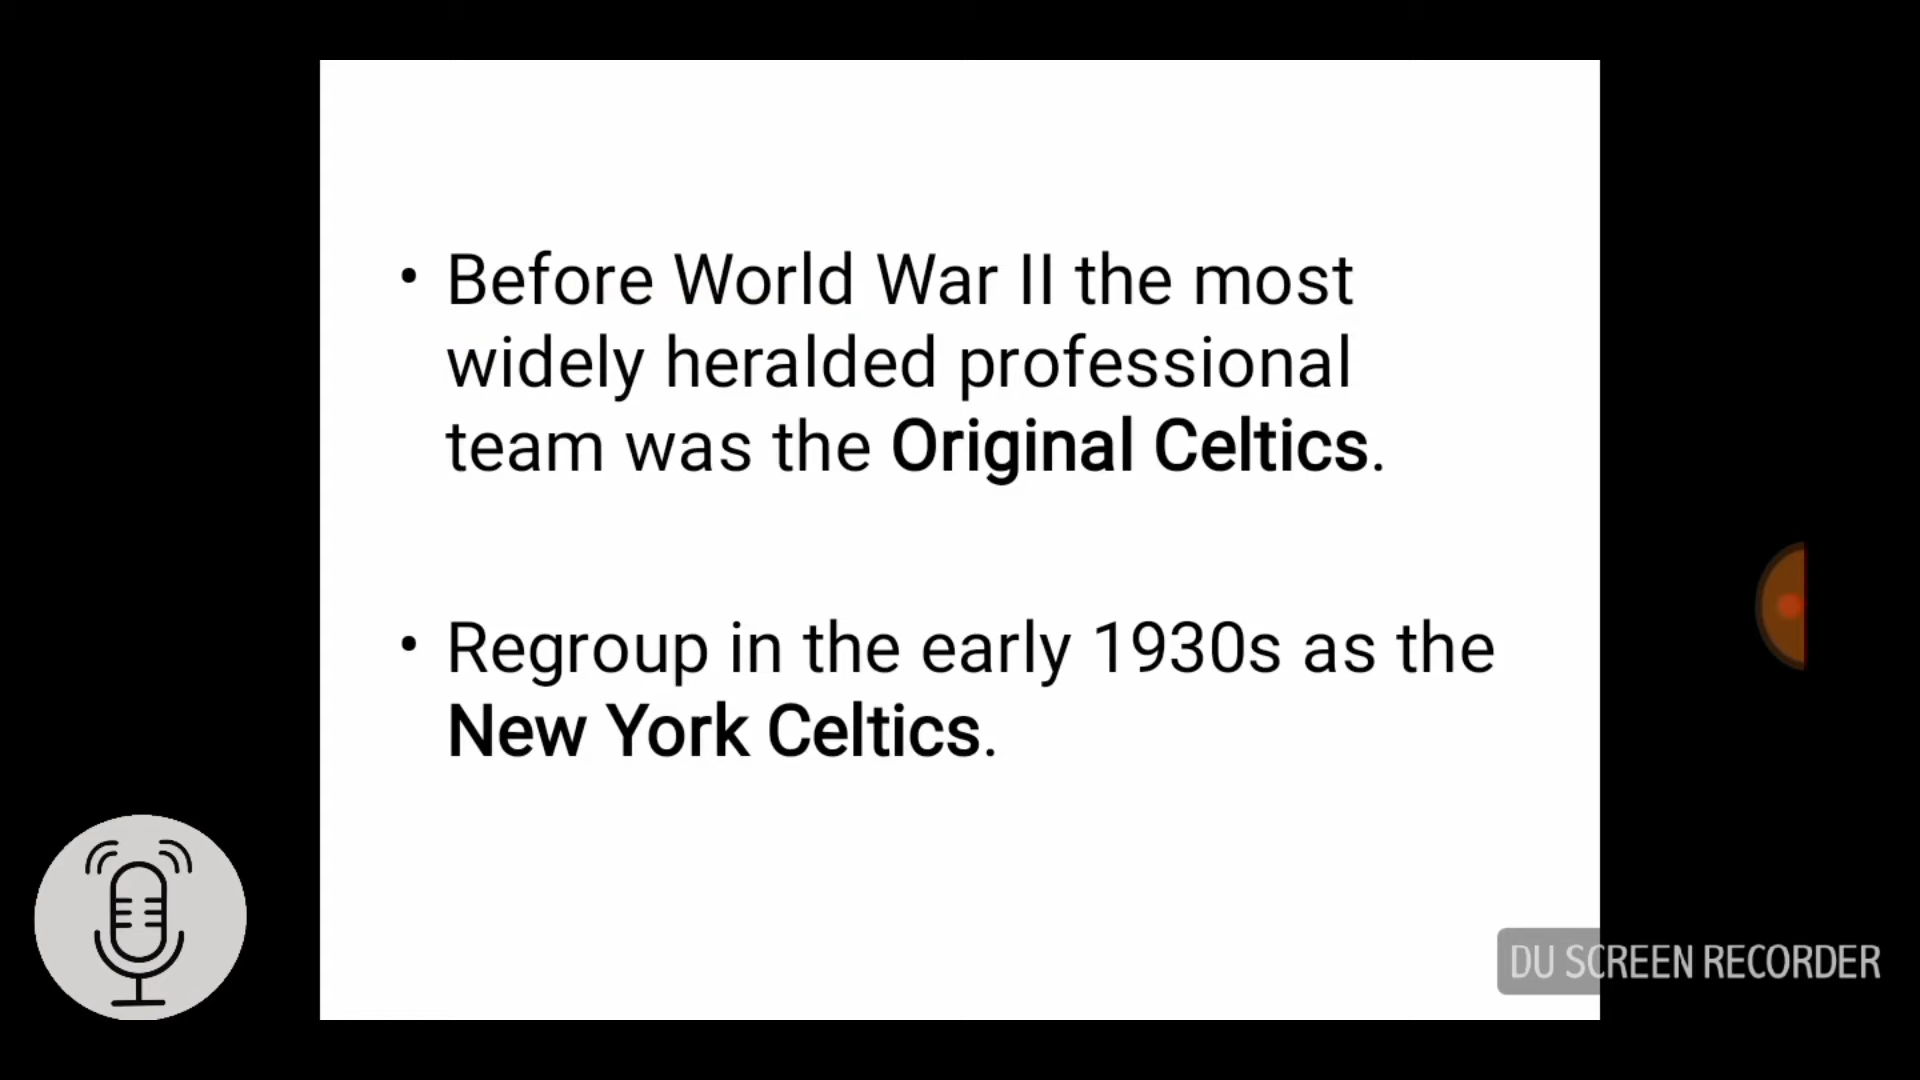 • Before World War II the most
widely heralded professional
team was the Original Celtics.
• Regroup in the early 1930s as the
New York Celtics.
DU SCREEN RECORDER